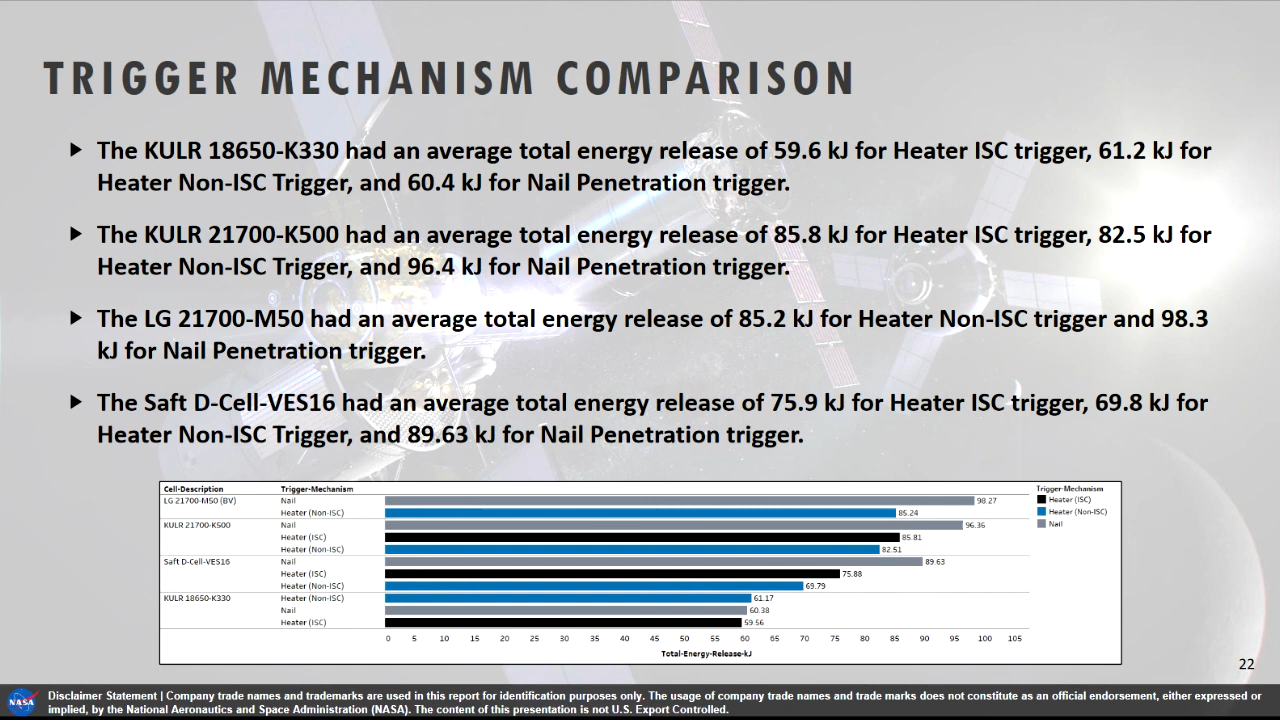 TRIGGER MECHANISM COMPARISON
The KULR 18650-K330 had an average total energy release of 59.6 kJ for Heater ISC trigger, 61.2 kJ for
Heater Non-ISC Trigger, and 60.4 kJ for Nail Penetration trigger.
The KULR 21700-K500 had an average total energy release of 85.8 kJ for Heater ISC trigger, 82.5 kJ for
Heater Non-ISC Trigger, and 96.4 kJ for Nail Penetration trigger.
The LG 21700-M50 had an average total energy release of 85.2 kJ for Heater Non-ISC trigger and 98.3
kJ for Nail Penetration trigger.
The Saft D-Cell-VES16 had an average total energy release of 75.9 kJ for Heater ISC trigger, 69.8 kJ for
Heater Non-ISC Trigger, and 89.63 kJ for Nail Penetration trigger.
Cell-Description Trigger-Mechanism
LG 21700-M50 (BV) Nail 98.27
Heater (Non-ISC) 85.24
KULR 21700-K500 Nail 96.36
Heater (ISC) 85.81
Heater (Non-ISC) 82.51
Saft D-Cell-VES16 Nail 89.63
Heater (ISC) 75.88
Heater (Non-ISC) 69.79
KULR 18650-K330 Heater (Non-ISC) 61.17
Nail 60.38
Heater (ISC) 59.56
0 5 10 15 20 25 30 35 40 45 50 55 60 65 70 75 80 85 90 95 100 105
Total-Energy-Release-kJ
Trigger-Mechanism
Heater (ISC)
Heater (Non-ISC)
Nail
22
NASA
Disclaimer Statement | Company trade names and trademarks are used in this report for identification purposes only. The usage of company trade names and trade marks does not constitute as an official endorsement, either expressed or
implied, by the National Aeronautics and Space Administration (NASA). The content of this presentation is not U.S. Export Controlled.